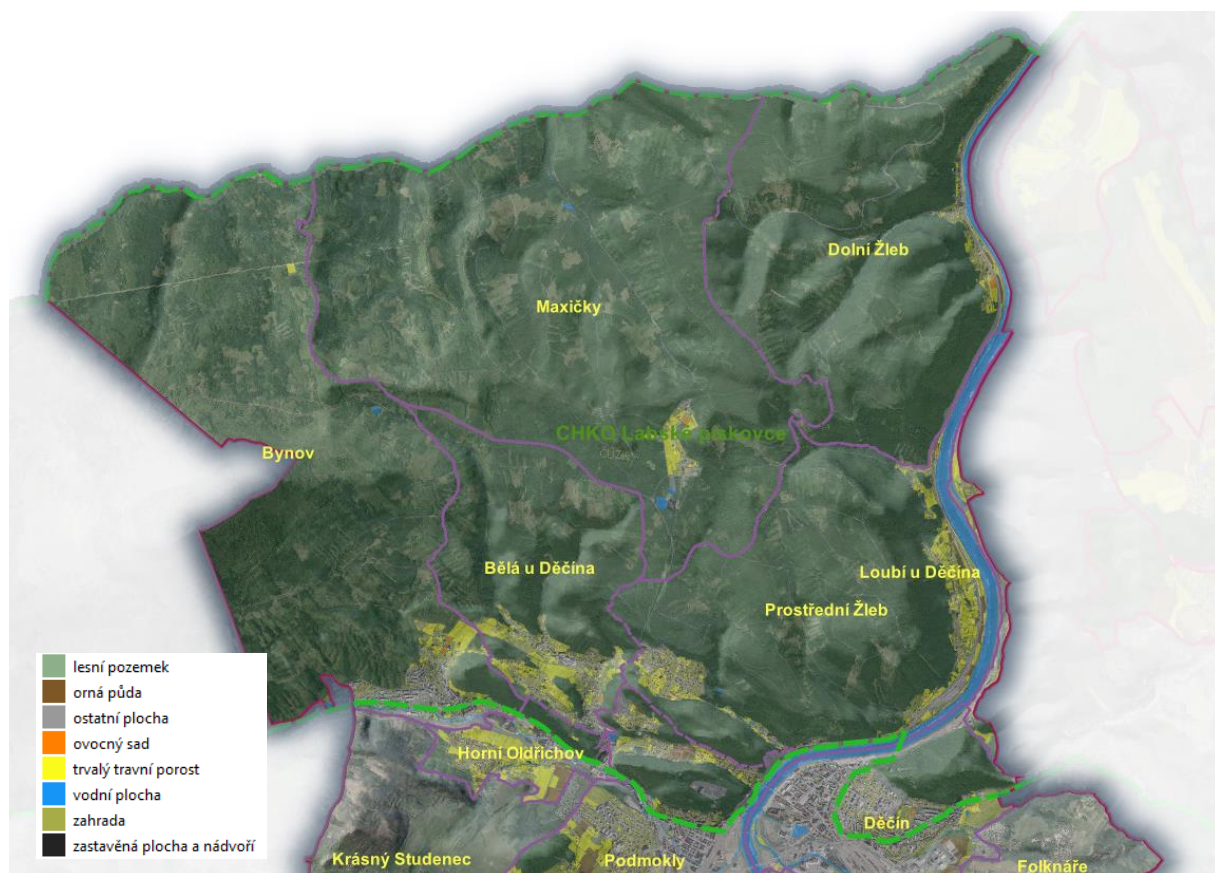 Dolní Žleb
Maxičky
CHKO Labské pískovce
Bynov
Bělá u Děčína
Loubí u Děčína
Prostřední Žleb
lesní pozemek
orná půda
ostatní plocha
ovocný sad
trvalý travní porost
vodní plocha
zahrada
zastavěná plocha a nádvoří
Horní Oldřichov
Děčín
Krásný Studenec
Podmokly
Folknáře